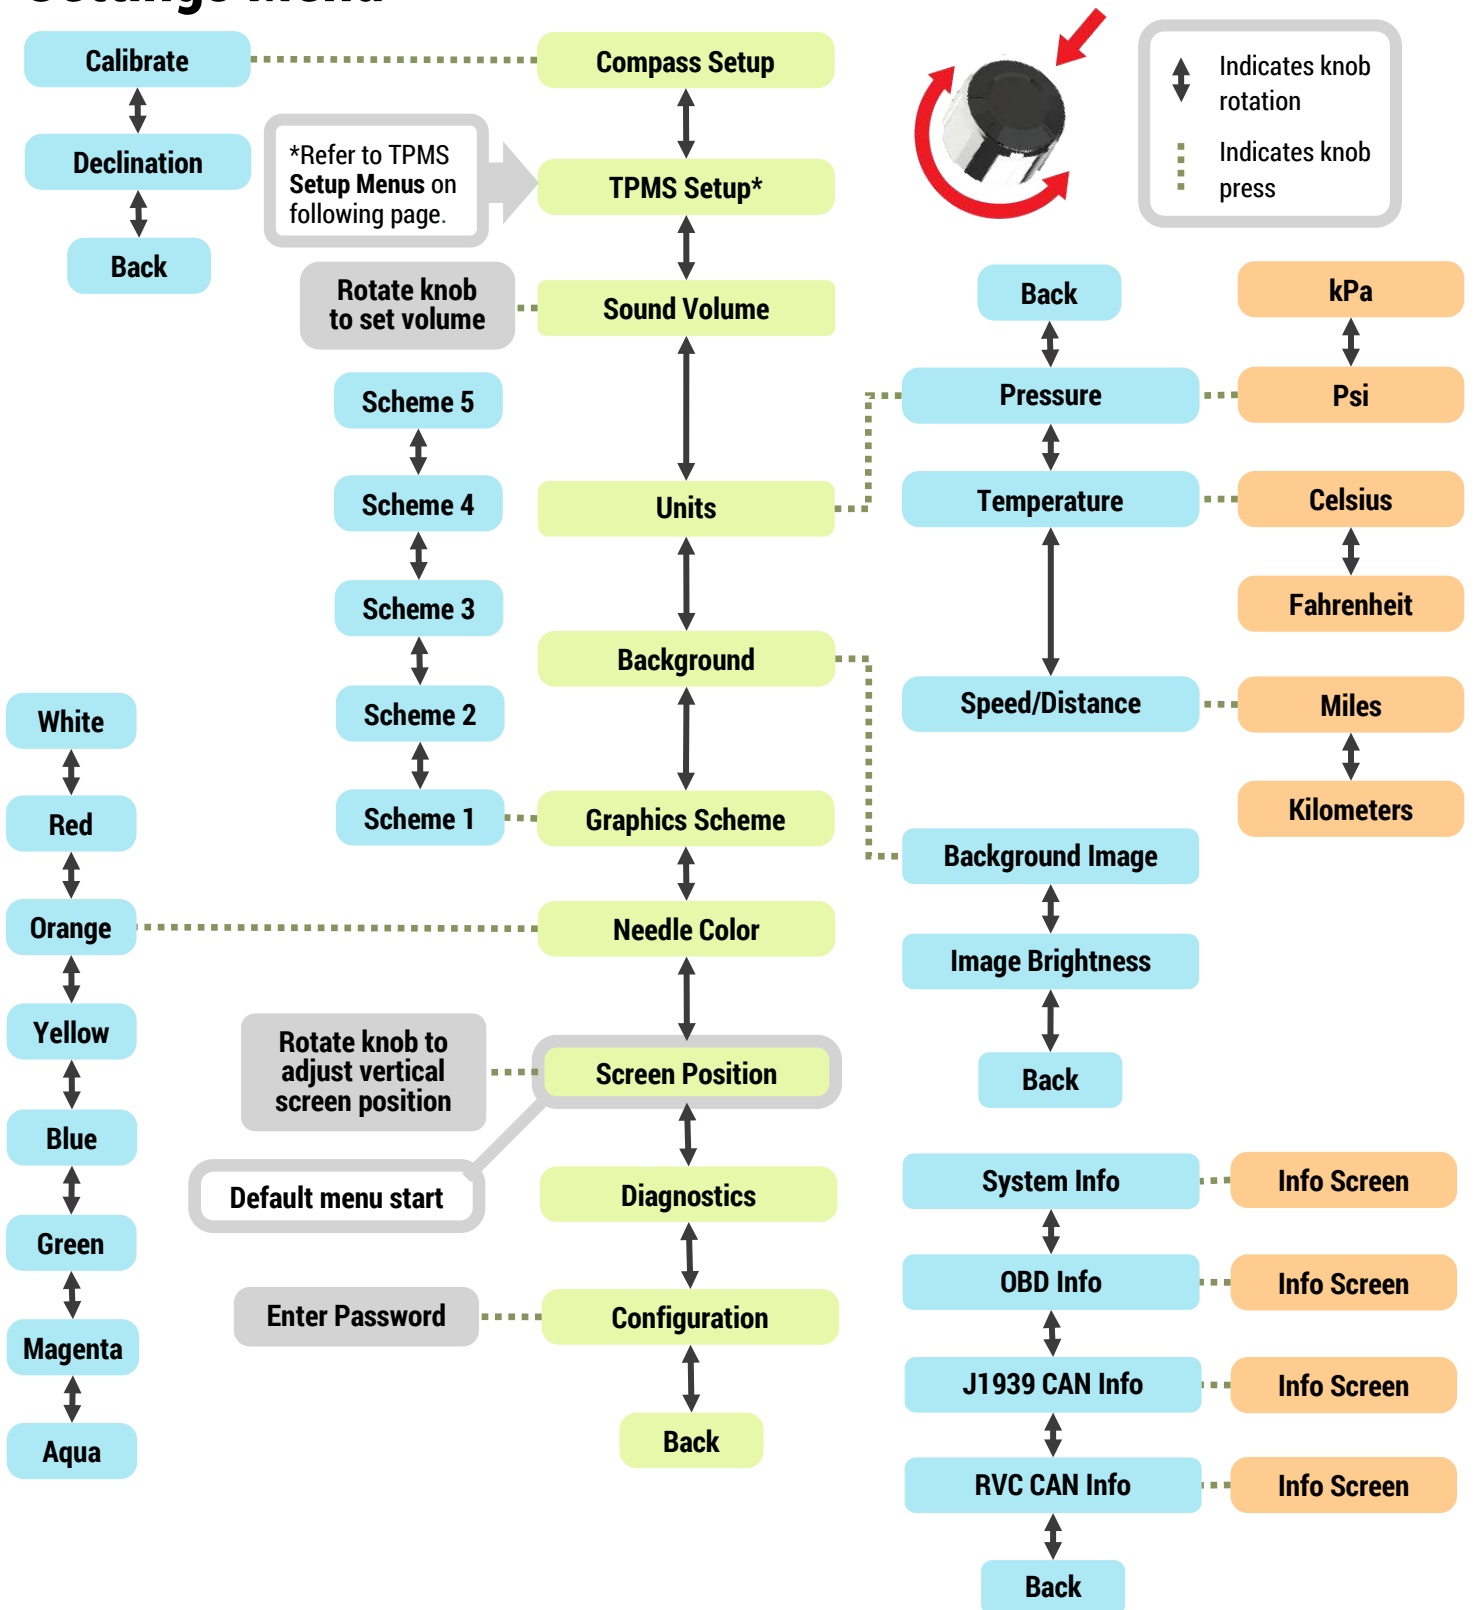 Settings Menu
Calibrate
Declination
Back
Compass Setup
*Refer to TPMS
Setup Menus on
following page.
TPMS Setup*
Indicates knob
rotation
Indicates knob
press
Rotate knob
to set volume
Sound Volume
Scheme 5
Scheme 4
Scheme 3
Scheme 2
Scheme 1
Units
Background
Graphics Scheme
Back
Pressure
Temperature
Speed/Distance
kPa
Psi
Celsius
Fahrenheit
Miles
Kilometers
White
Red
Orange
Yellow
Blue
Green
Magenta
Aqua
Needle Color
Background Image
Image Brightness
Back
Rotate knob to
adjust vertical
screen position
Screen Position
Default menu start
Diagnostics
Enter Password
Configuration
Back
System Info
Info Screen
OBD Info
Info Screen
J1939 CAN Info
Info Screen
RVC CAN Info
Info Screen
Back